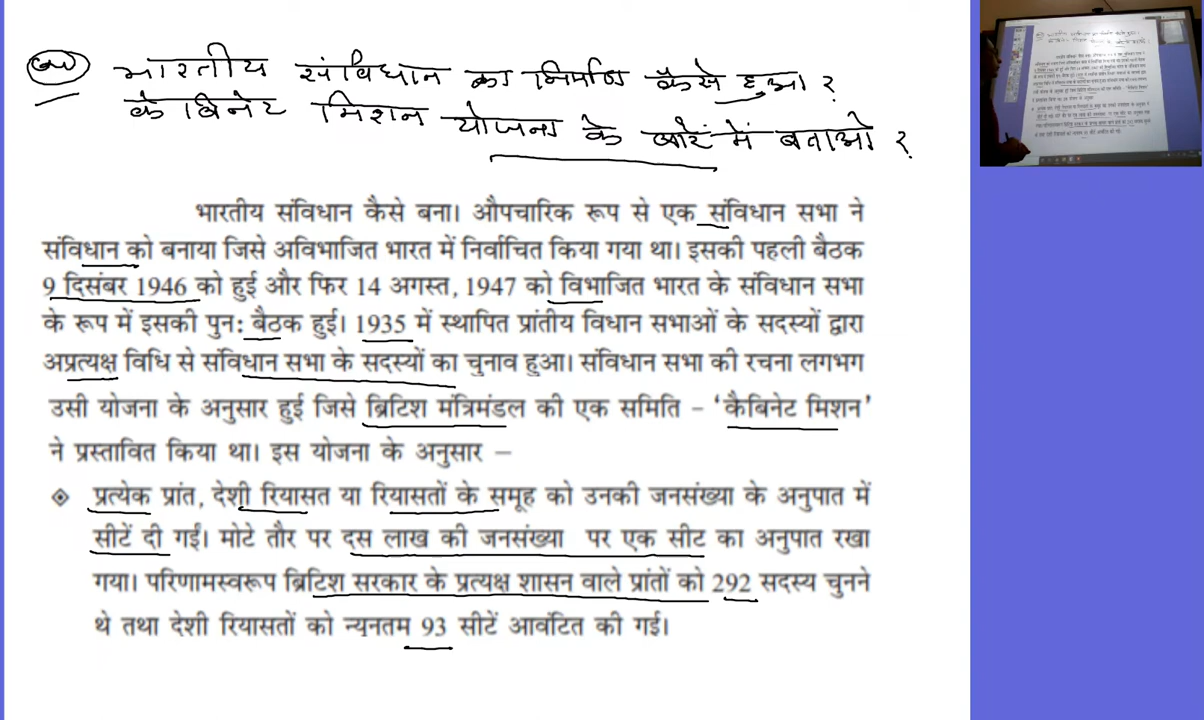 Que
भारतीय संविधान का निर्माण कैसे हुआ ?
केबिनेट मिशन योजना के बारें में बताओ ?
भारतीय संविधान कैसे बना। औपचारिक रूप से एक संविधान सभा ने
संविधान को बनाया जिसे अविभाजित भारत में निर्वाचित किया गया था। इसकी पहली बैठक
9 दिसंबर 1946 को हुई और फिर 14 अगस्त, 1947 को विभाजित भारत के संविधान सभा
के रूप में इसकी पुन: बैठक हुई। 1935 में स्थापित प्रांतीय विधान सभाओं के सदस्यों द्वारा
अप्रत्यक्ष विधि से संविधान सभा के सदस्यों का चुनाव हुआ। संविधान सभा की रचना लगभग
उसी योजना के अनुसार हुई जिसे ब्रिटिश मंत्रिमंडल की एक समिति – 'कैबिनेट मिशन'
ने प्रस्तावित किया था। इस योजना के अनुसार –
◈ प्रत्येक प्रांत, देशी रियासत या रियासतों के समूह को उनकी जनसंख्या के अनुपात में
सीटें दी गईं। मोटे तौर पर दस लाख की जनसंख्या पर एक सीट का अनुपात रखा
गया। परिणामस्वरूप ब्रिटिश सरकार के प्रत्यक्ष शासन वाले प्रांतों को 292 सदस्य चुनने
थे तथा देशी रियासतों को न्यूनतम 93 सीटें आवंटित की गई।